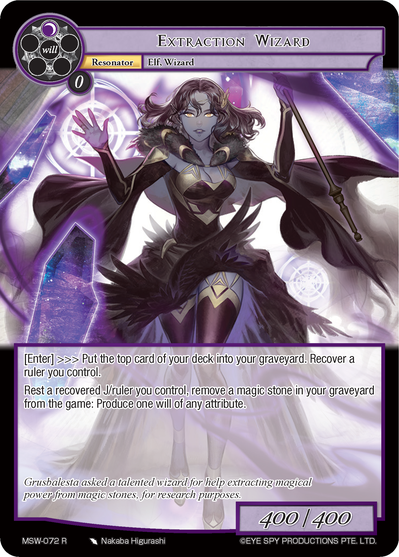 Extraction Wizard
will
Resonator Elf, Wizard
0
[Enter] >>> Put the top card of your deck into your graveyard. Recover a
ruler you control.
Rest a recovered J/ruler you control, remove a magic stone in your graveyard
from the game: Produce one will of any attribute.
Grusbalesta asked a talented wizard for help extracting magical
power from magic stones, for research purposes.
400/400
MSW-072 R Nakaba Higurashi ©EYE SPY PRODUCTIONS PTE. LTD.